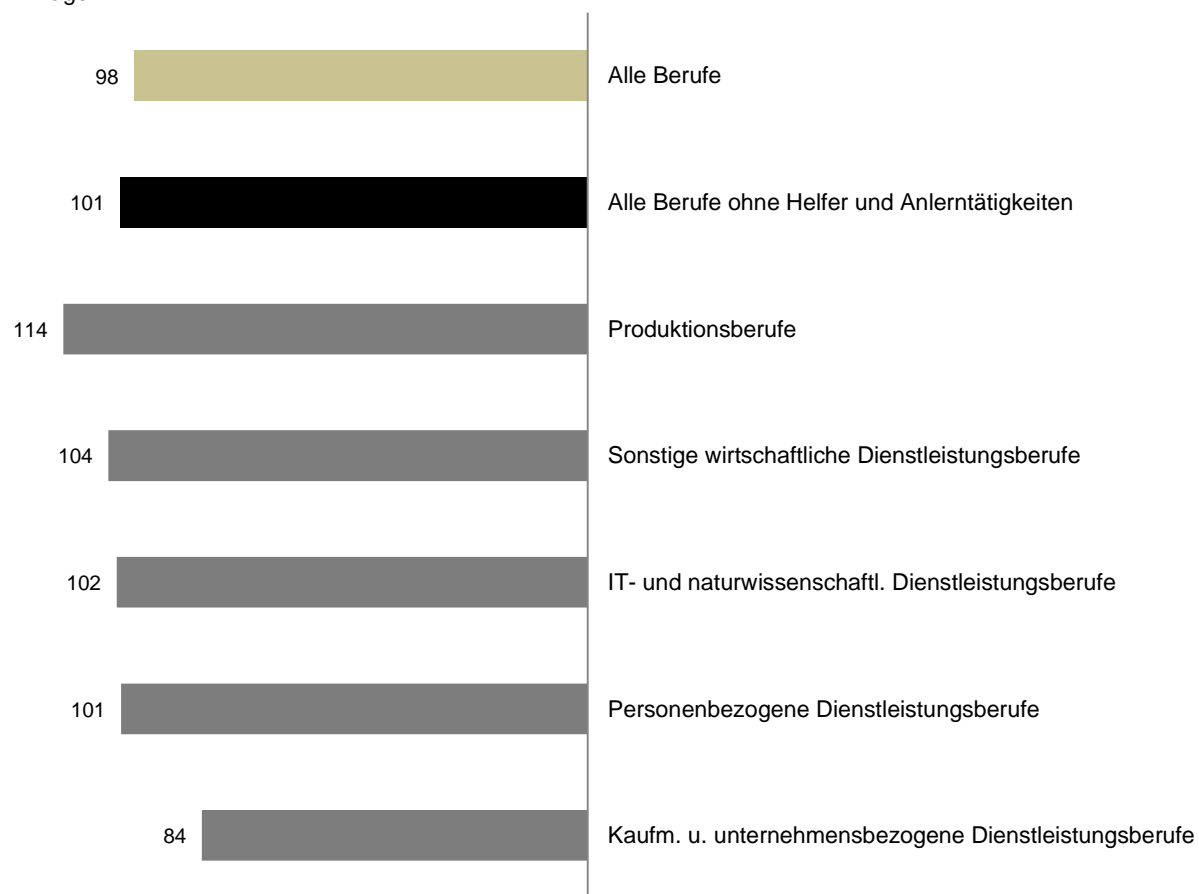 98 Alle Berufe
101 Alle Berufe ohne Helfer und Anlerntätigkeiten
114 Produktionsberufe
104 Sonstige wirtschaftliche Dienstleistungsberufe
102 IT- und naturwissenschaftl. Dienstleistungsberufe
101 Personenbezogene Dienstleistungsberufe
84 Kaufm. u. unternehmensbezogene Dienstleistungsberufe